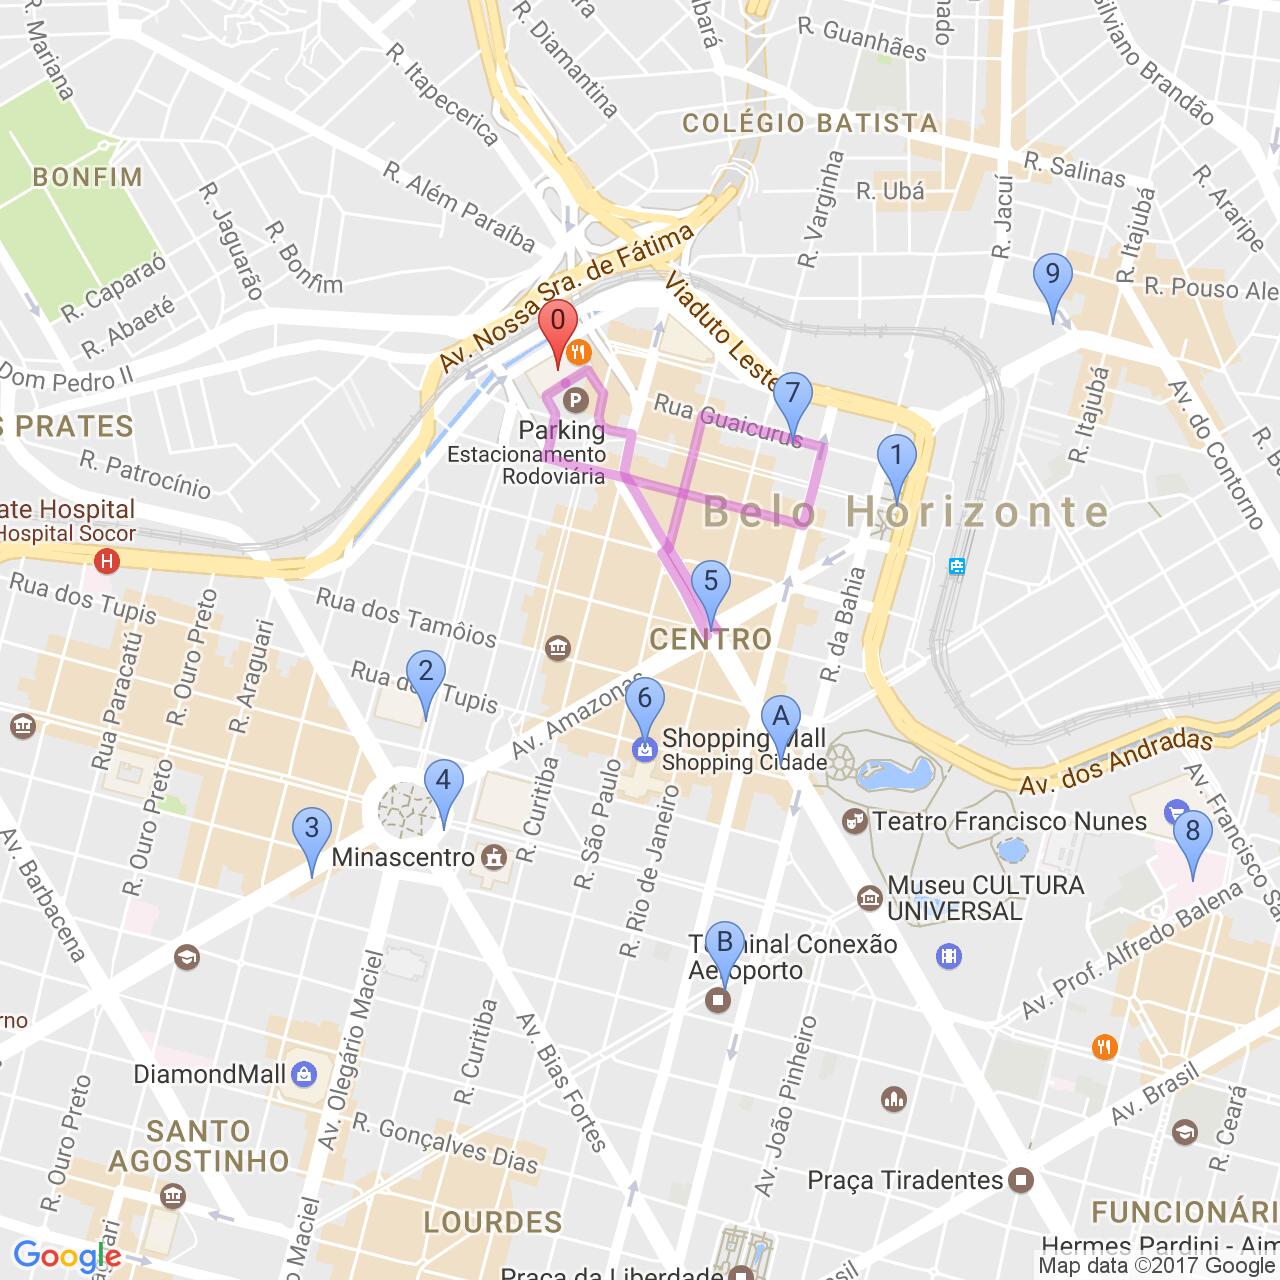 R. Mariana
R. Itapecerica
R. Diamantina
R. Guanhães
Silviano Brandão
COLÉGIO BATISTA
R. Salinas
R. Araripe
BONFIM
R. Além Paraíba
R. Jaguarão
R. Bonfim
R. Varginha
R. Ubá
R. Jacuí
R. Itajubá
R. Caparaó
R. Abaeté
Av. Nossa Sra. de Fátima
Viaduto Leste
R. Pouso Ale
9
0
Dom Pedro II
7
Rua Guaicurus
R. Itajubá
Av. do Contorno
S PRATES
P
Parking
Estacionamento
Rodoviária
R. Patrocínio
1
ate Hospital
Hospital Socor
H
Belo Horizonte
Rua dos Tupis
R. Ouro Preto
R. Araguari
Rua Paracatú
Rua dos Tamóios
5
CENTRO
R. da Bahia
2
Rua dos Tupis
Av. Amazonas
6
A
Shopping Mall
Shopping Cidade
Av. dos Andradas
Av. Francisco Sa
4
3
R. Ouro Preto
Av. Barbacena
Minascentro
R. Curitiba
R. São Paulo
R. Rio de Janeiro
Teatro Francisco Nunes
8
Museu CULTURA
UNIVERSAL
B
Terminal Conexão
Aeroporto
Av. Prof. Alfredo Balena
rno
Av. Olegário Maciel
R. Curitiba
Av. Bias Fortes
Av. João Pinheiro
DiamondMall
R. Ouro Preto
R. Gonçalves Dias
Av. Brasil
R. Ceará
SANTO
AGOSTINHO
Praça Tiradentes
LOURDES
FUNCIONÁRI
Hermes Pardini - Aim
Praça da Liberdade
Google
Map data ©2017 Google